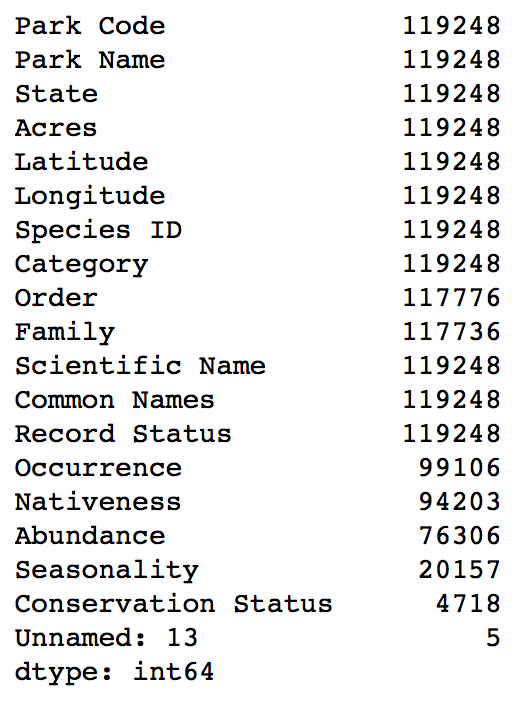 Park Code 119248
Park Name 119248
State 119248
Acres 119248
Latitude 119248
Longitude 119248
Species ID 119248
Category 119248
Order 117776
Family 117736
Scientific Name 119248
Common Names 119248
Record Status 119248
Occurrence 99106
Nativeness 94203
Abundance 76306
Seasonality 20157
Conservation Status 4718
Unnamed: 13 5
dtype: int64